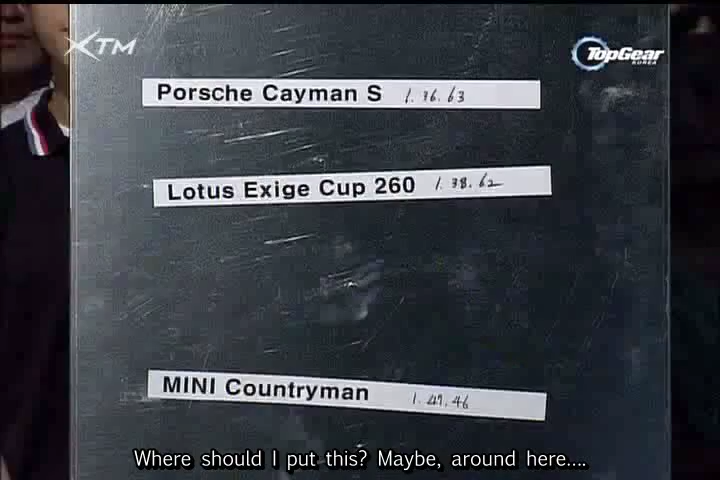 XTM
TopGear
KOREA
Porsche Cayman S 1.36.63
Lotus Exige Cup 260 1.38.62
MINI Countryman 1.49.46
Where should I put this? Maybe, around here....